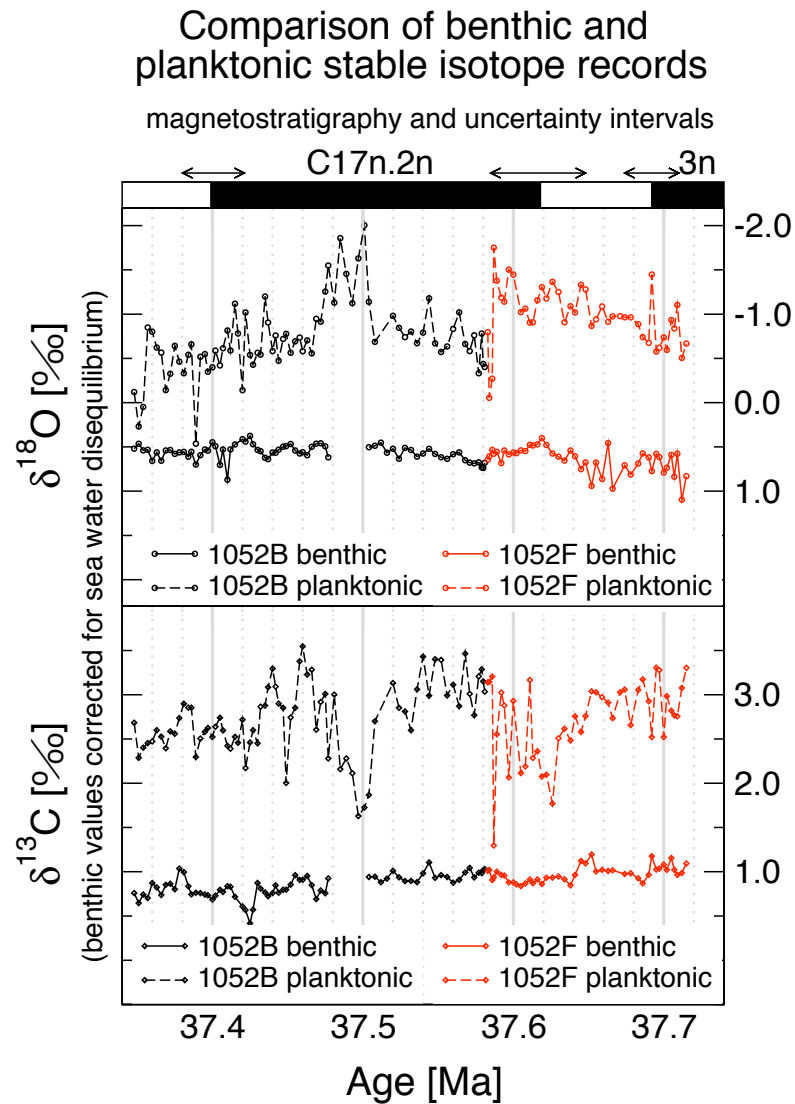 Comparison of benthic and
planktonic stable isotope records
magnetostratigraphy and uncertainty intervals
C17n.2n
3n
-2.0
-1.0
0.0
1.0
δ18O [‰]
(benthic values corrected for sea water disequilibrium)
1052B benthic
1052F benthic
1052B planktonic
1052F planktonic
3.0
2.0
1.0
δ13C [‰]
1052B benthic
1052F benthic
1052B planktonic
1052F planktonic
37.4 37.5 37.6 37.7
Age [Ma]